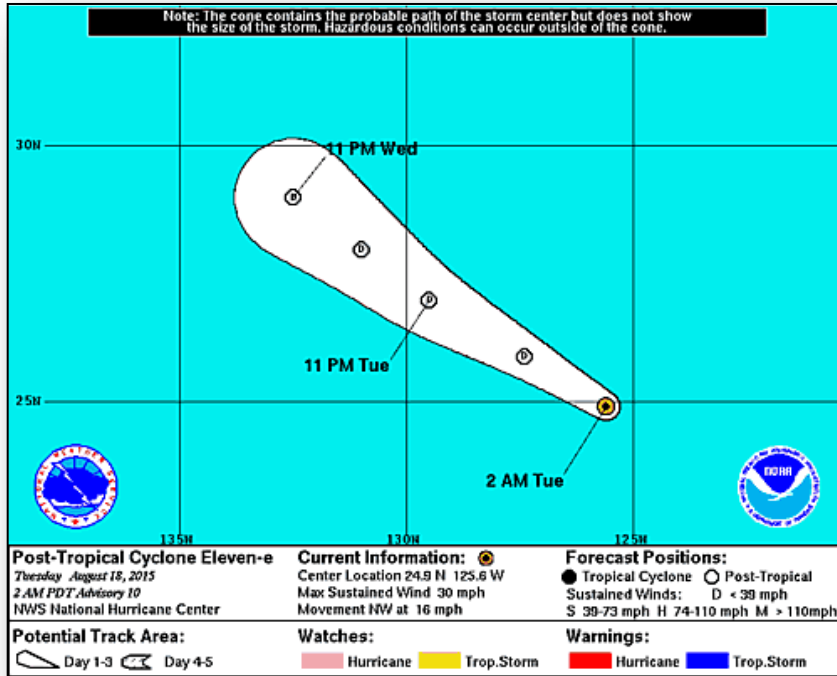 Note: The cone contains the probable path of the storm center but does not show
the size of the storm. Hazardous conditions can occur outside of the cone.
30N
11 PM Wed
D
D
D
11 PM Tue
D
25N
2 AM Tue
NOAA
135W
130W
125W
Post-Tropical Cyclone Eleven-e
Tuesday August 18, 2015
2 AM PDT Advisory 10
NWS National Hurricane Center
Current Information:
Center Location 24.9 N 125.6 W
Max Sustained Wind 30 mph
Movement NW at 16 mph
Forecast Positions:
Tropical Cyclone Post-Tropical
Sustained Winds: D < 39 mph
S 39-73 mph H 74-110 mph M > 110mph
Potential Track Area:
Day 1-3 Day 4-5
Watches:
Hurricane Trop.Storm
Warnings:
Hurricane Trop.Storm